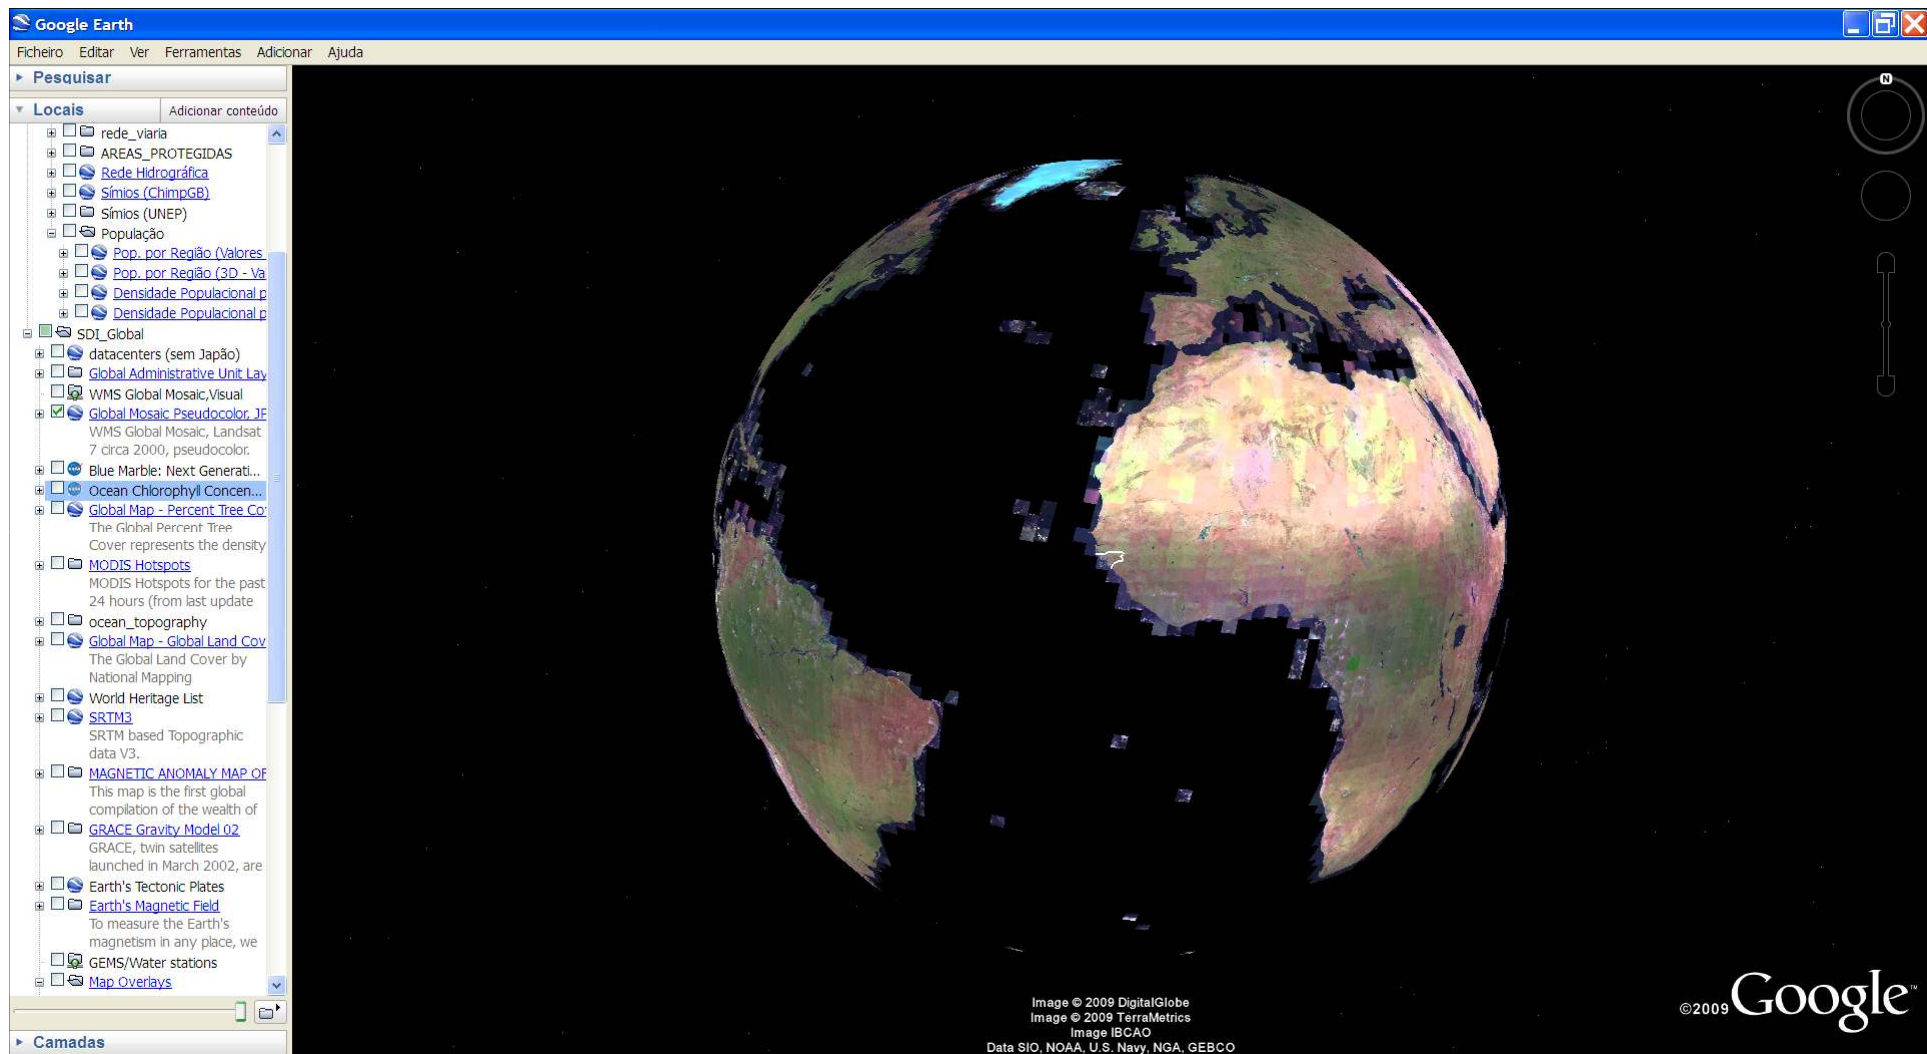 Google Earth
Ficheiro Editar Ver Ferramentas Adicionar Ajuda
Pesquisar
Locais Adicionar conteúdo
rede_viaria
AREAS_PROTEGIDAS
Rede Hidrográfica
Símios (ChimpGB)
Símios (UNEP)
População
Pop. por Região (Valores
Pop. por Região (3D - Va
Densidade Populacional p
Densidade Populacional p
SDI_Global
datacenters (sem Japão)
Global Administrative Unit Lay
WMS Global Mosaic,Visual
Global Mosaic Pseudocolor, JP
WMS Global Mosaic, Landsat
7 circa 2000, pseudocolor.
Blue Marble: Next Generati...
Ocean Chlorophyll Concen...
Global Map - Percent Tree Co
The Global Percent Tree
Cover represents the density
MODIS Hotspots
MODIS Hotspots for the past
24 hours (from last update
ocean_topography
Global Map - Global Land Cov
The Global Land Cover by
National Mapping
World Heritage List
SRTM3
SRTM based Topographic
data V3.
MAGNETIC ANOMALY MAP OF
This map is the first global
compilation of the wealth of
GRACE Gravity Model 02
GRACE, twin satellites
launched in March 2002, are
Earth's Tectonic Plates
Earth's Magnetic Field
To measure the Earth's
magnetism in any place, we
GEMS/Water stations
Map Overlays
Camadas
N
Image © 2009 DigitalGlobe
Image © 2009 TerraMetrics
Image IBCAO
Data SIO, NOAA, U.S. Navy, NGA, GEBCO
©2009 Google™